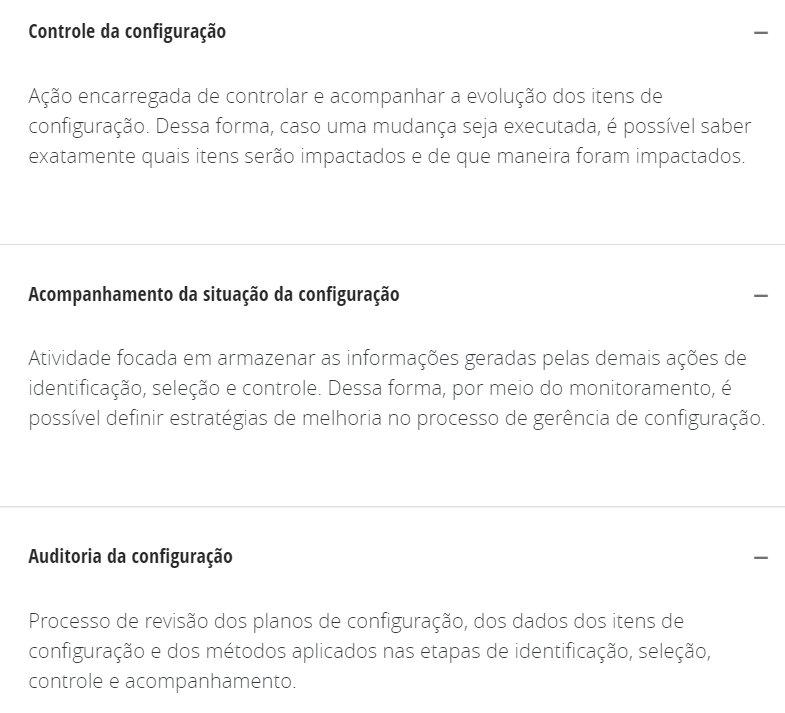 Controle da configuração
Ação encarregada de controlar e acompanhar a evolução dos itens de
configuração. Dessa forma, caso uma mudança seja executada, é possível saber
exatamente quais itens serão impactados e de que maneira foram impactados.
Acompanhamento da situação da configuração
Atividade focada em armazenar as informações geradas pelas demais ações de
identificação, seleção e controle. Dessa forma, por meio do monitoramento, é
possível definir estratégias de melhoria no processo de gerência de configuração.
Auditoria da configuração
Processo de revisão dos planos de configuração, dos dados dos itens de
configuração e dos métodos aplicados nas etapas de identificação, seleção,
controle e acompanhamento.